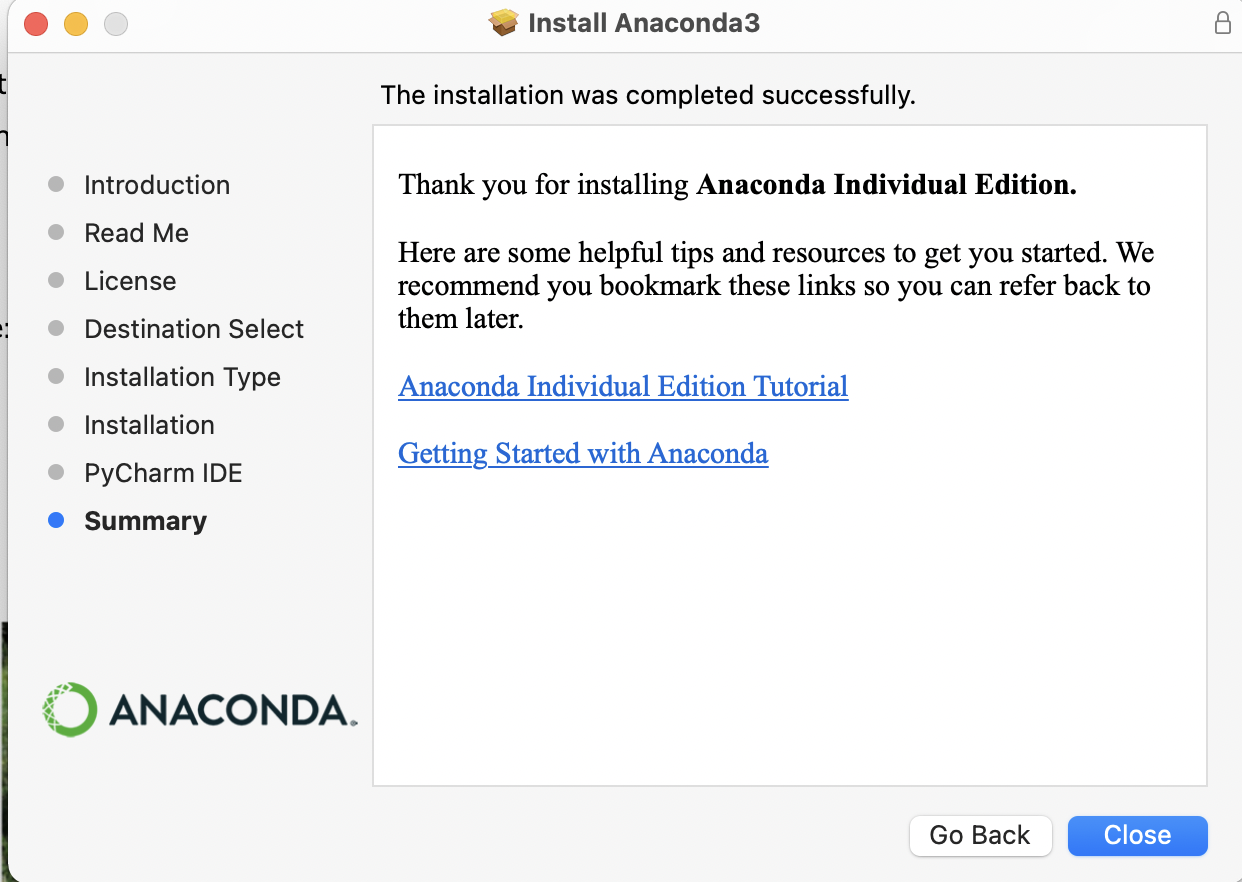 Install Anaconda3
The installation was completed successfully.
Introduction
Read Me
License
Destination Select
Installation Type
Installation
PyCharm IDE
Summary
Thank you for installing Anaconda Individual Edition.
Here are some helpful tips and resources to get you started. We
recommend you bookmark these links so you can refer back to
them later.
Anaconda Individual Edition Tutorial
Getting Started with Anaconda
ANACONDA.
Go Back
Close